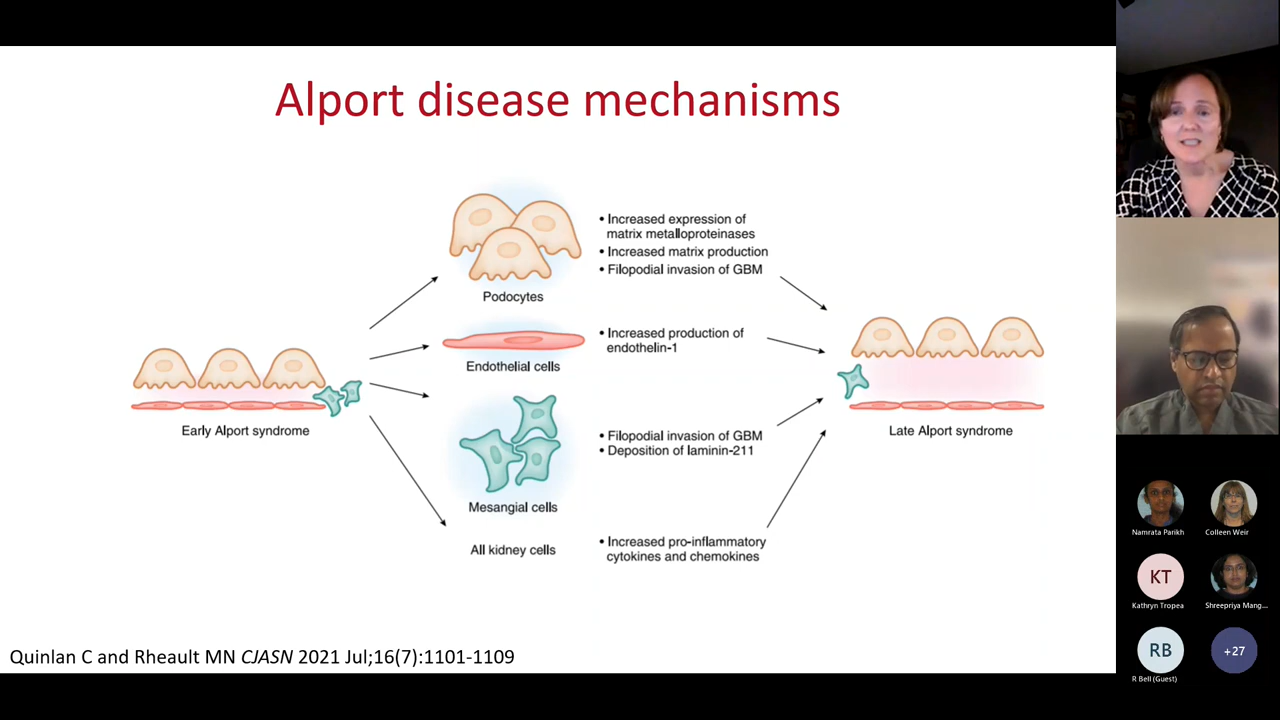 Alport disease mechanisms
• Increased expression of
matrix metalloproteinases
• Increased matrix production
• Filopodial invasion of GBM
Podocytes
• Increased production of
endothelin-1
Endothelial cells
Early Alport syndrome
Late Alport syndrome
• Filopodial invasion of GBM
• Deposition of laminin-211
Mesangial cells
All kidney cells
• Increased pro-inflammatory
cytokines and chemokines
Quinlan C and Rheault MN CJASN 2021 Jul;16(7):1101-1109
Namrata Parikh
Colleen Weir
KT
Kathryn Tropea
Shreepriya Mang...
RB
R Bell (Guest)
+27